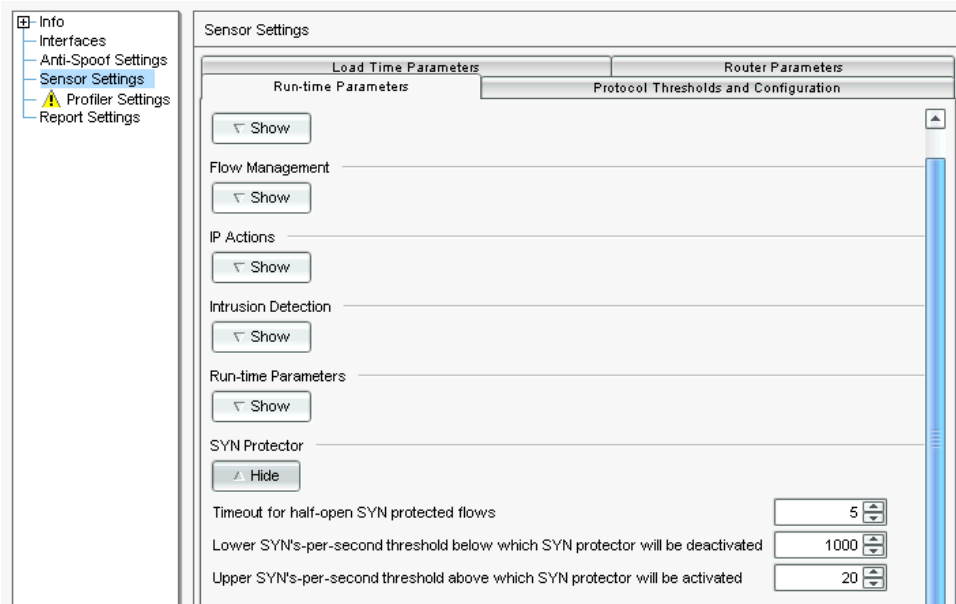 Info
Interfaces
Anti-Spoof Settings
Sensor Settings
Profiler Settings
Report Settings
Sensor Settings
Load Time Parameters
Router Parameters
Run-time Parameters
Protocol Thresholds and Configuration
Show
Flow Management
Show
IP Actions
Show
Intrusion Detection
Show
Run-time Parameters
Show
SYN Protector
Hide
Timeout for half-open SYN protected flows 5
Lower SYN's-per-second threshold below which SYN protector will be deactivated 1000
Upper SYN's-per-second threshold above which SYN protector will be activated 20